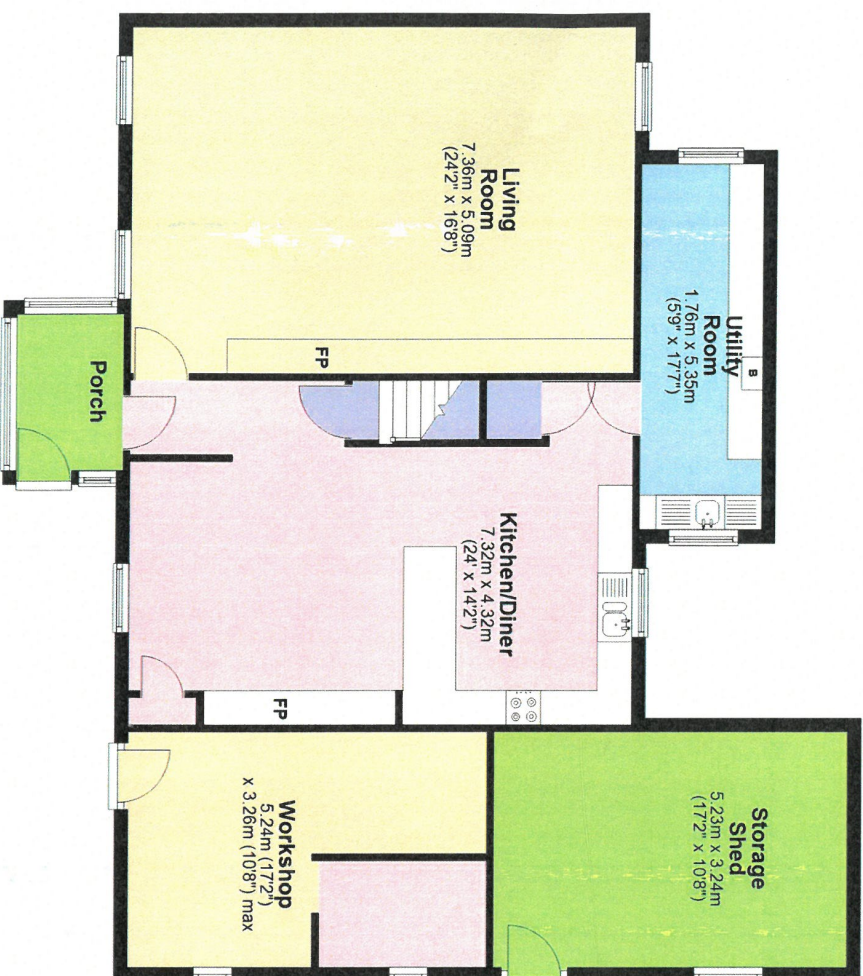 Living
Room
7.36m x 5.09m
(24'2" x 16'8")
FP
Utility
Room
1.76m x 5.35m
(5'9" x 17'7")
B
Porch
Kitchen/Diner
7.32m x 4.32m
(24' x 14'2")
FP
Workshop
5.24m (17'2")
x 3.26m (10'8") max
Storage
Shed
5.23m x 3.24m
(17'2" x 10'8")